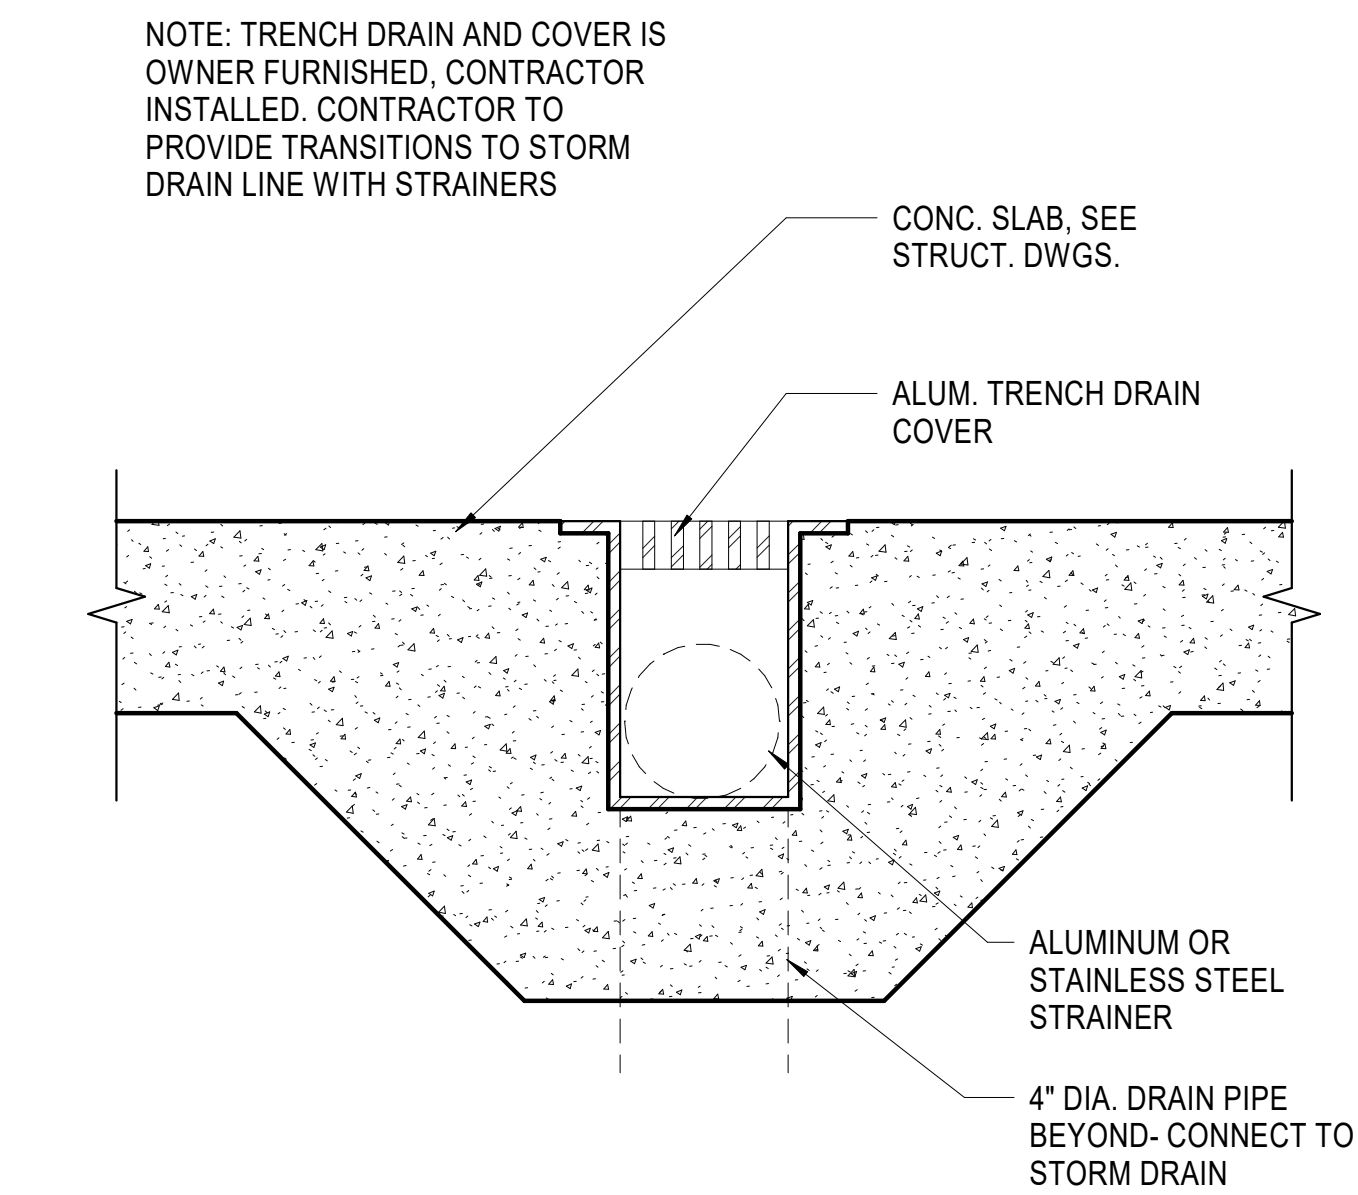 NOTE: TRENCH DRAIN AND COVER IS
OWNER FURNISHED, CONTRACTOR
INSTALLED. CONTRACTOR TO
PROVIDE TRANSITIONS TO STORM
DRAIN LINE WITH STRAINERS
CONC. SLAB, SEE
STRUCT. DWGS.
ALUM. TRENCH DRAIN
COVER
ALUMINUM OR
STAINLESS STEEL
STRAINER
4" DIA. DRAIN PIPE
BEYOND- CONNECT TO
STORM DRAIN